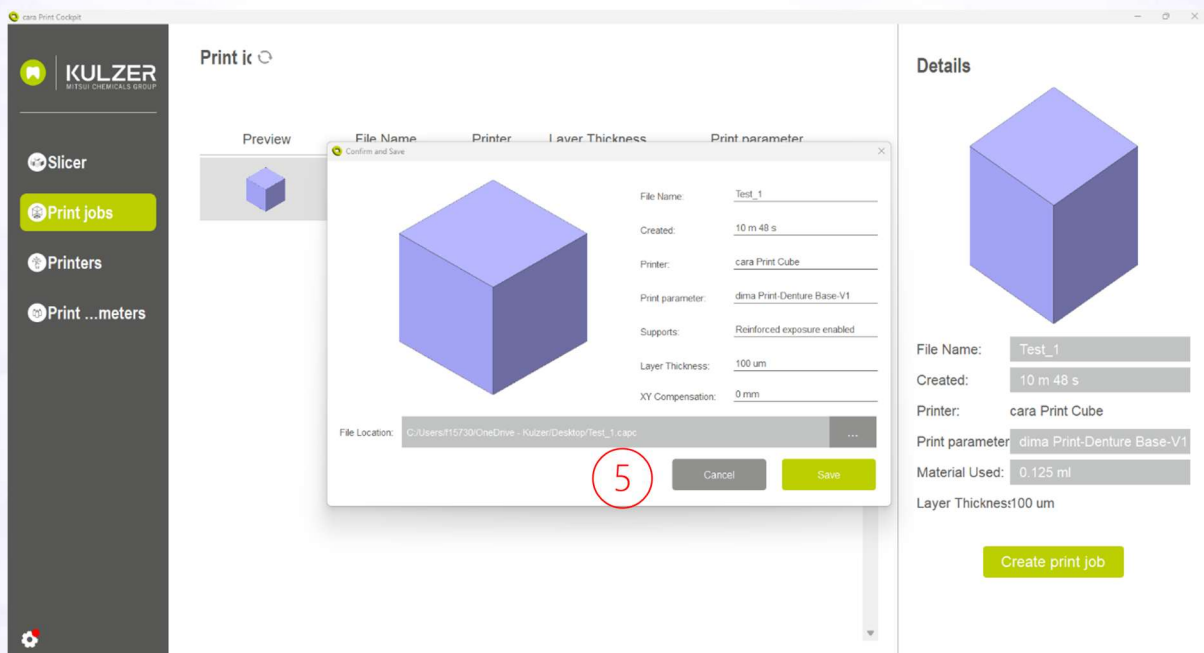 cara Print Cockpit
KULZER
MITSUI CHEMICALS GROUP
Slicer
Print jobs
Printers
Print ...meters
Print jc
Preview File Name Printer Layer Thickness Print parameter
Confirm and Save
File Name: Test_1
Created: 10 m 48 s
Printer: cara Print Cube
Print parameter: dima Print-Denture Base-V1
Supports: Reinforced exposure enabled
Layer Thickness: 100 um
XY Compensation: 0 mm
File Location: C:/Users/f15730/OneDrive - Kulzer/Desktop/Test_1.capc ...
5 Cancel Save
Details
File Name: Test_1
Created: 10 m 48 s
Printer: cara Print Cube
Print parameter dima Print-Denture Base-V1
Material Used: 0.125 ml
Layer Thickness:100 um
Create print job